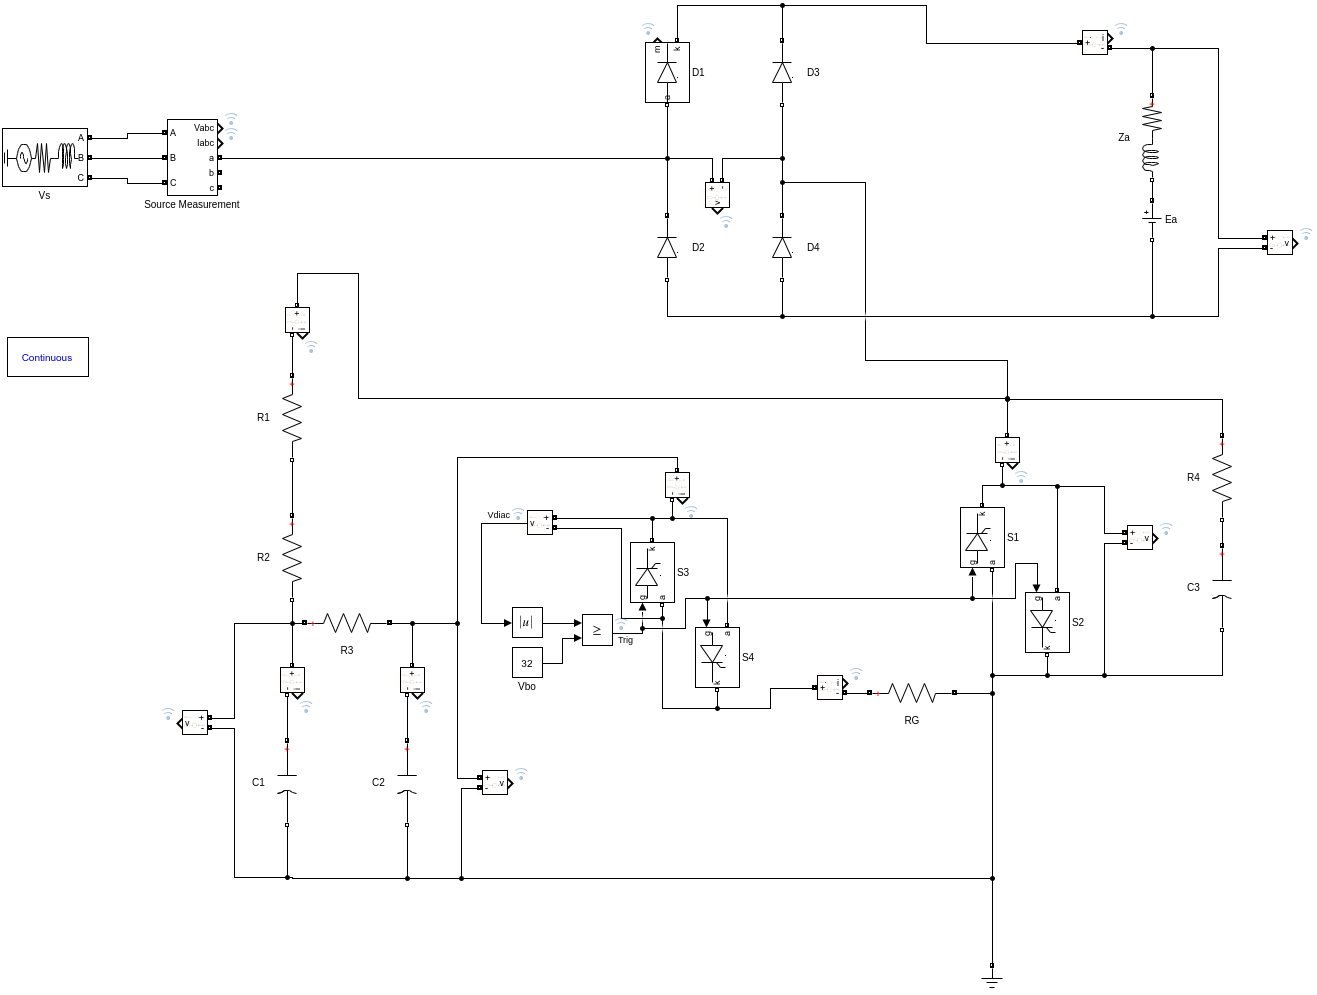 m
k
+
i
-
D1
D3
a
A
A
Vabc
Iabc
B
B
a
b
C
C
c
Vs
Source Measurement
+
-
v
Za
+
Ea
D2
D4
+
-
v
+
-
Continuous
R1
+
-
R4
+
-
Vdiac
v
+
-
k
S1
g
a
+
-
v
R2
k
S3
g
a
C3
g
a
S2
k
|u|
≥
Trig
32
Vbo
g
a
S4
k
R3
+
-
+
-
+
i
-
RG
v
+
-
C1
C2
+
-
v